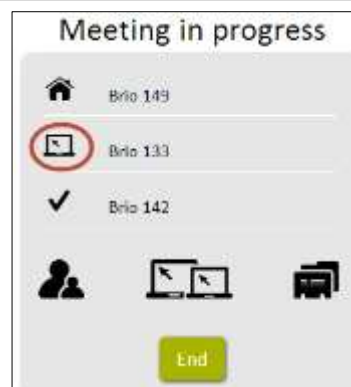 Meeting in progress
Brio 149
Brio 133
Brio 142
End